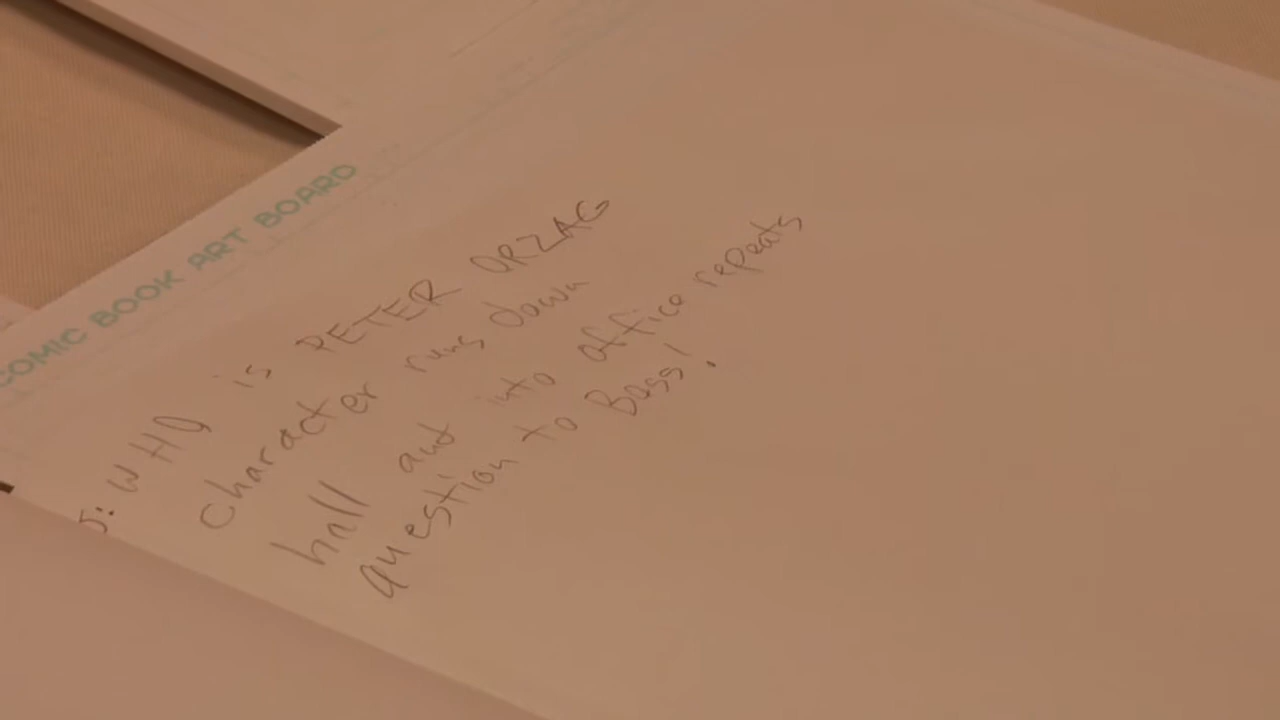 COMIC BOOK ART BOARD
J: WHO is PETER ORZAG
character runs down
hall and into office repeats
question to Boss!